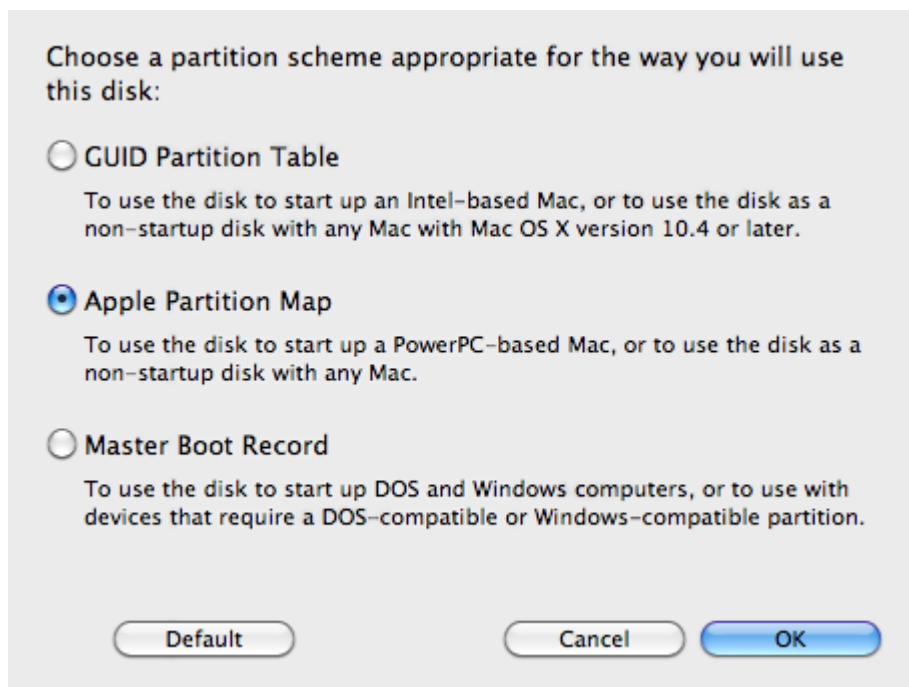 Choose a partition scheme appropriate for the way you will use
this disk:
GUID Partition Table
To use the disk to start up an Intel-based Mac, or to use the disk as a
non-startup disk with any Mac with Mac OS X version 10.4 or later.
Apple Partition Map
To use the disk to start up a PowerPC-based Mac, or to use the disk as a
non-startup disk with any Mac.
Master Boot Record
To use the disk to start up DOS and Windows computers, or to use with
devices that require a DOS-compatible or Windows-compatible partition.
Default Cancel OK